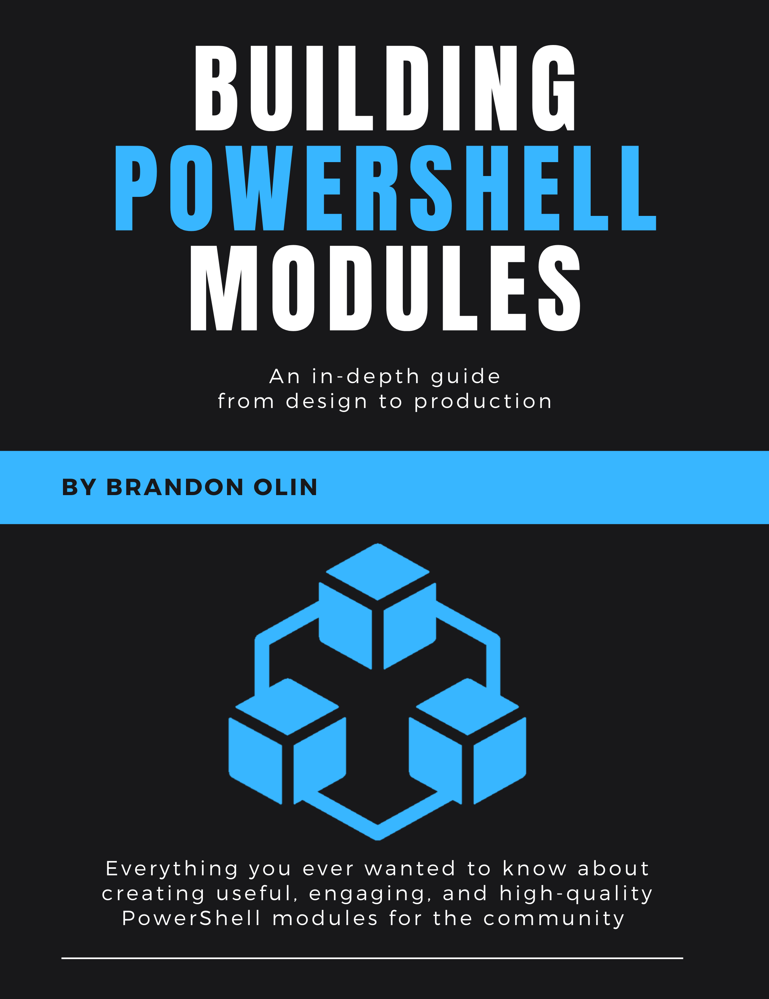 BUILDING
POWERSHELL
MODULES
An in-depth guide
from design to production
BY BRANDON OLIN
Everything you ever wanted to know about
creating useful, engaging, and high-quality
PowerShell modules for the community